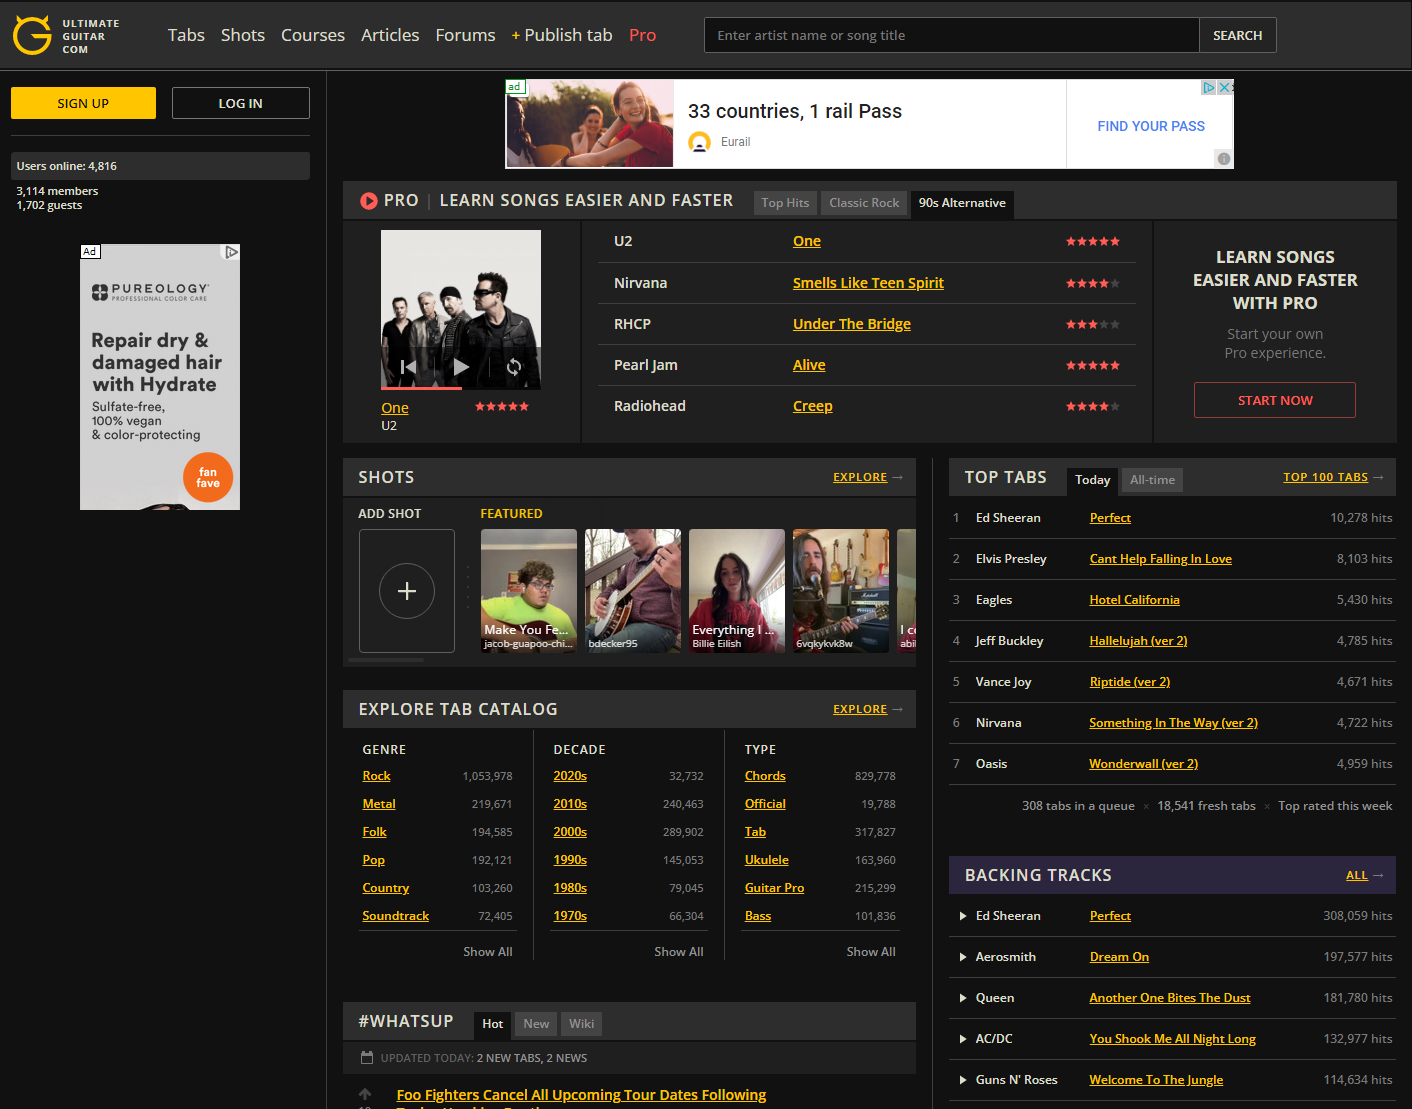 ULTIMATE
GUITAR
COM
Tabs Shots Courses Articles Forums + Publish tab Pro
Enter artist name or song title
SEARCH
SIGN UP
LOG IN
Users online: 4,816
3,114 members
1,702 guests
Ad
PUREOLOGY
PROFESSIONAL COLOR CARE
Repair dry &
damaged hair
with Hydrate
Sulfate-free,
100% vegan
& color-protecting
fan
fave
ad
33 countries, 1 rail Pass
Eurail
FIND YOUR PASS
PRO | LEARN SONGS EASIER AND FASTER
Top Hits Classic Rock 90s Alternative
One
U2
U2 One
Nirvana Smells Like Teen Spirit
RHCP Under The Bridge
Pearl Jam Alive
Radiohead Creep
LEARN SONGS
EASIER AND FASTER
WITH PRO
Start your own
Pro experience.
START NOW
SHOTS
EXPLORE →
ADD SHOT
FEATURED
Make You Fe...
jacob-guapoo-chi...
bdecker95
Everything I ...
Billie Eilish
6vqkykvk8w
I c
abil
EXPLORE TAB CATALOG
EXPLORE →
GENRE
Rock 1,053,978
Metal 219,671
Folk 194,585
Pop 192,121
Country 103,260
Soundtrack 72,405
Show All
DECADE
2020s 32,732
2010s 240,463
2000s 289,902
1990s 145,053
1980s 79,045
1970s 66,304
Show All
TYPE
Chords 829,778
Official 19,788
Tab 317,827
Ukulele 163,960
Guitar Pro 215,299
Bass 101,836
Show All
#WHATSUP
Hot New Wiki
UPDATED TODAY: 2 NEW TABS, 2 NEWS
Foo Fighters Cancel All Upcoming Tour Dates Following
TOP TABS
Today All-time
TOP 100 TABS →
1 Ed Sheeran Perfect 10,278 hits
2 Elvis Presley Cant Help Falling In Love 8,103 hits
3 Eagles Hotel California 5,430 hits
4 Jeff Buckley Hallelujah (ver 2) 4,785 hits
5 Vance Joy Riptide (ver 2) 4,671 hits
6 Nirvana Something In The Way (ver 2) 4,722 hits
7 Oasis Wonderwall (ver 2) 4,959 hits
308 tabs in a queue × 18,541 fresh tabs × Top rated this week
BACKING TRACKS
ALL →
Ed Sheeran Perfect 308,059 hits
Aerosmith Dream On 197,577 hits
Queen Another One Bites The Dust 181,780 hits
AC/DC You Shook Me All Night Long 132,977 hits
Guns N' Roses Welcome To The Jungle 114,634 hits